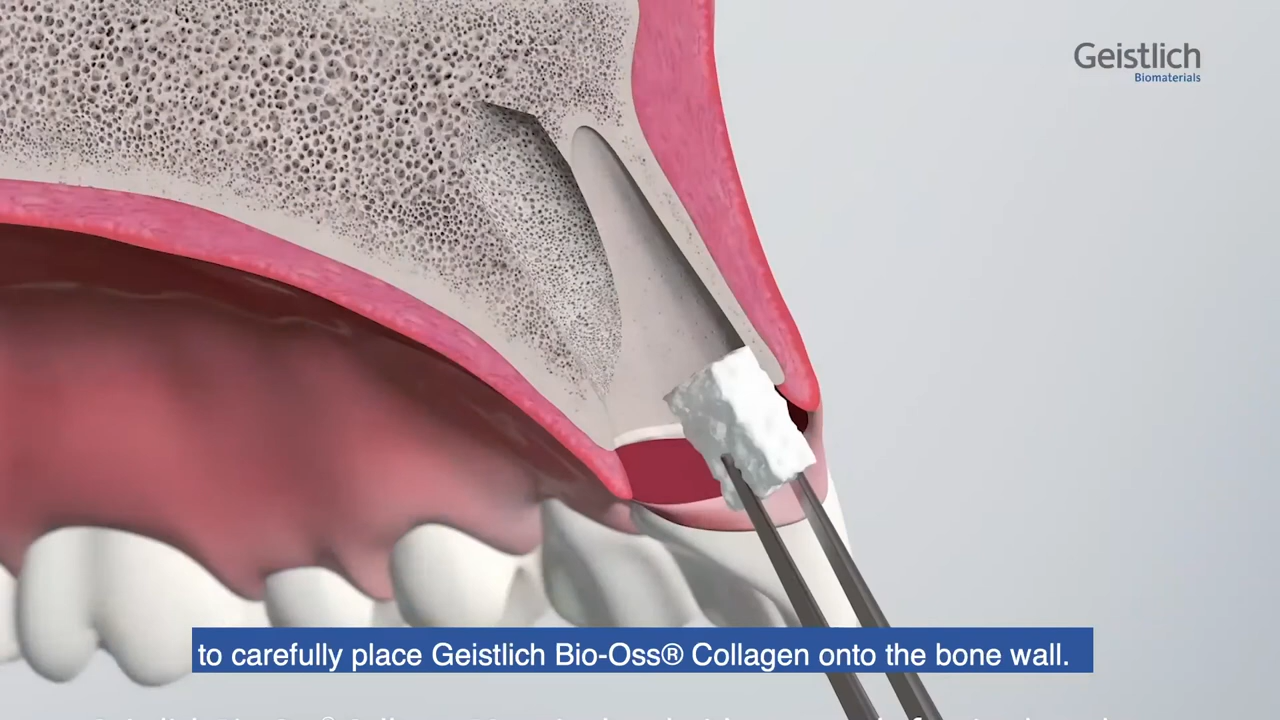 Geistlich
Biomaterials
to carefully place Geistlich Bio-Oss® Collagen onto the bone wall.